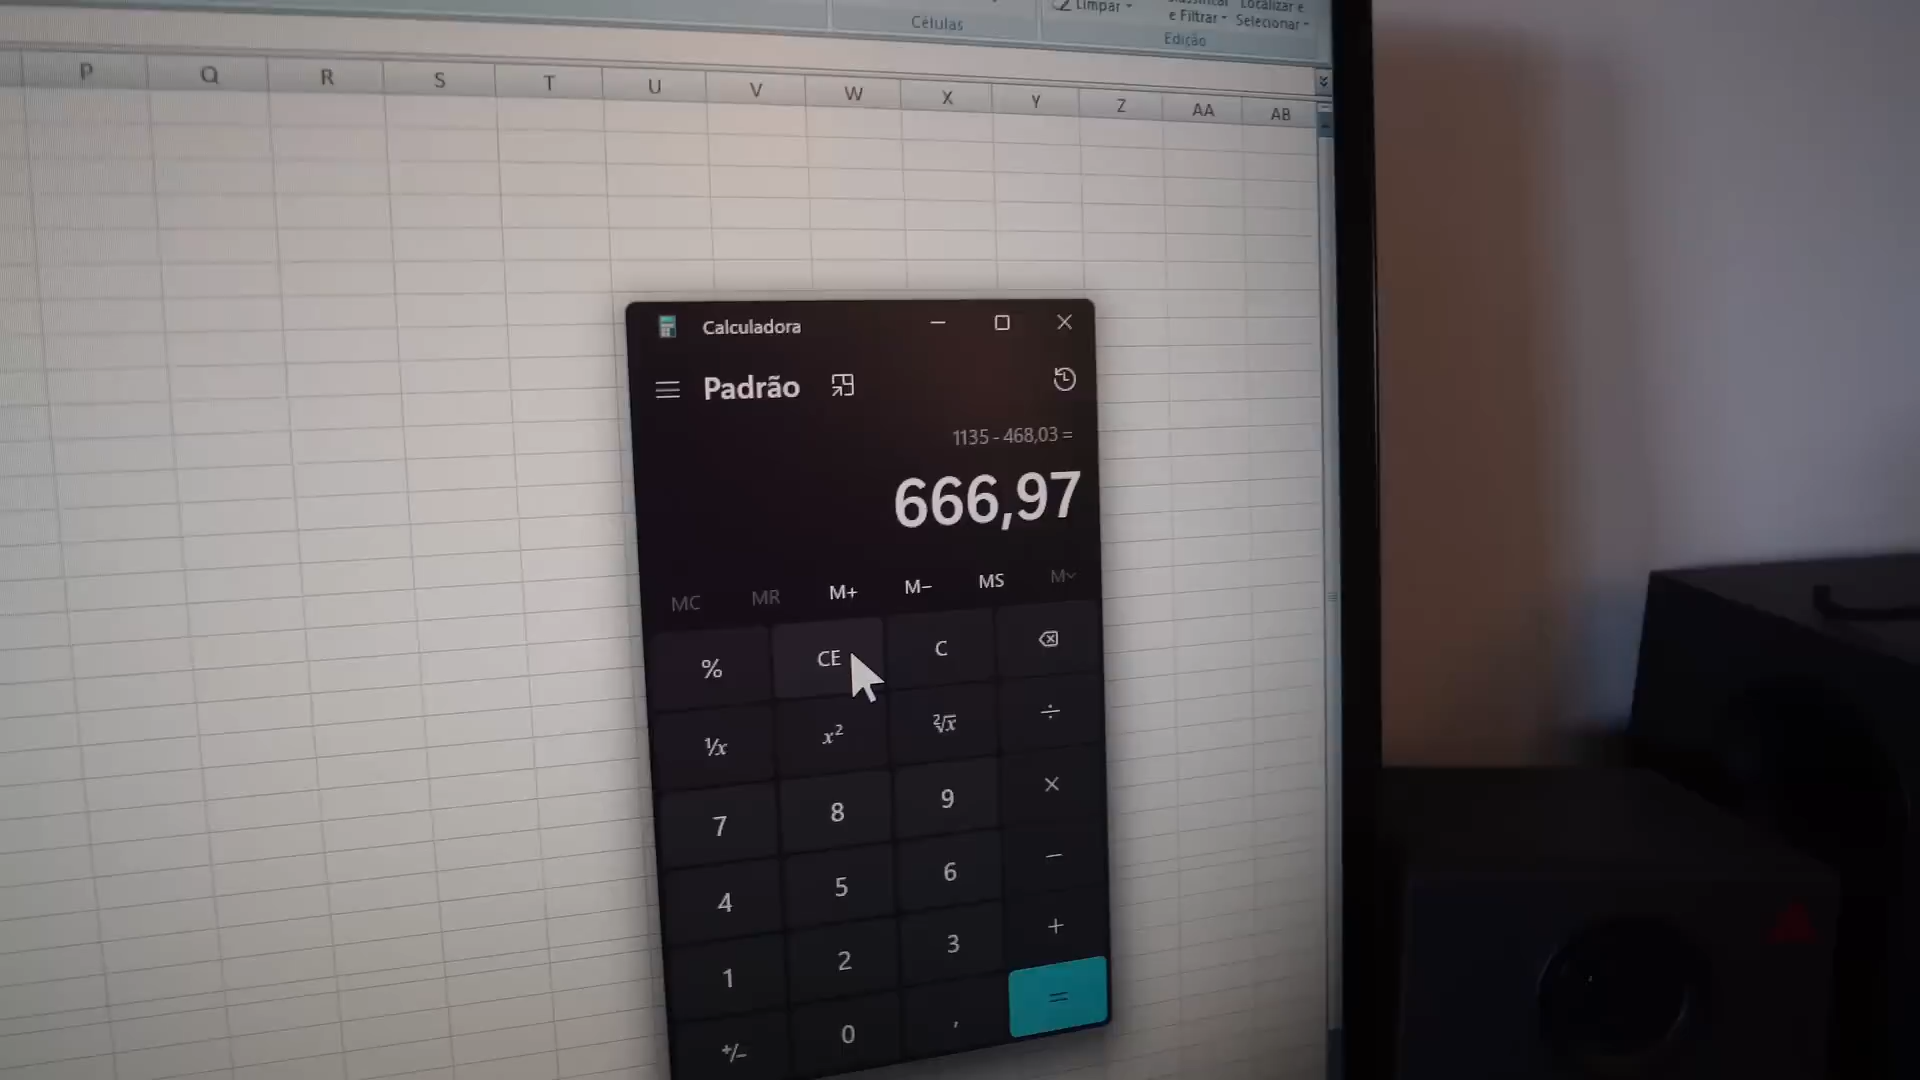 Limpar
e Filtrar
Localizar e
Selecionar
Células
Edição
P Q R S T U V W X Y Z AA AB
Calculadora
Padrão
1135 - 468,03 =
666,97
MC MR M+ M− MS M
% CE C
¹⁄x x² ²√x ÷
7 8 9 ×
4 5 6 −
1 2 3 +
+/− 0 , =